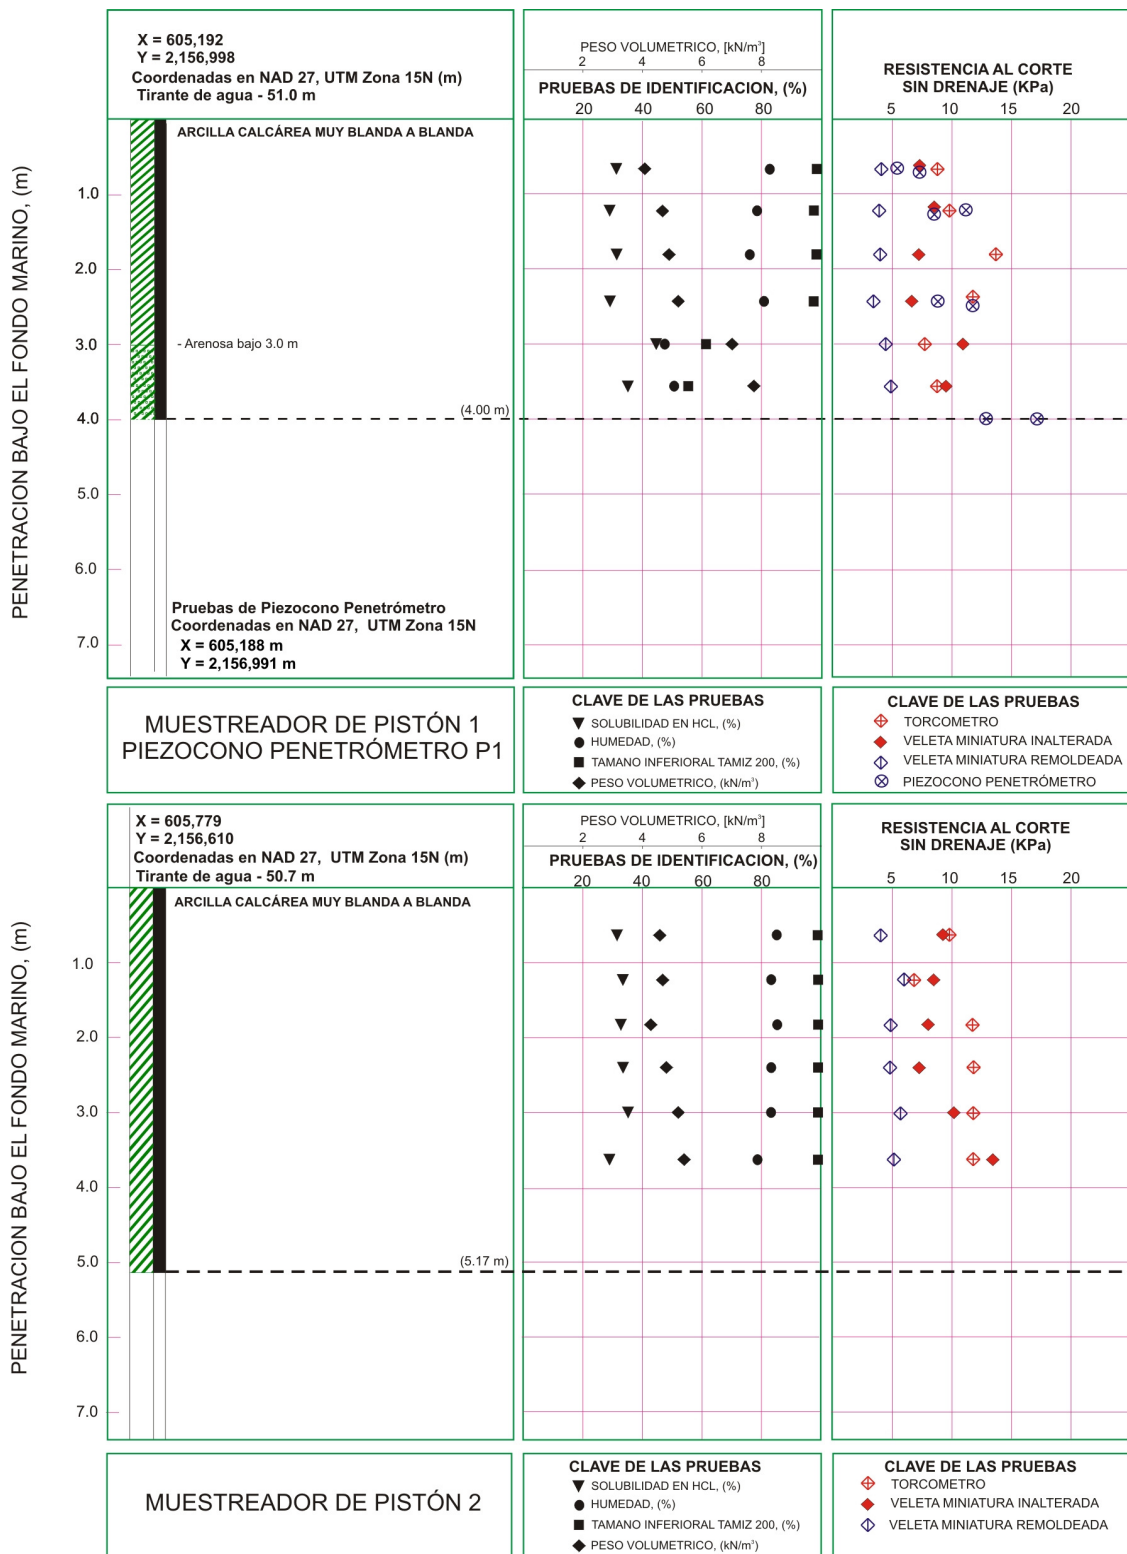 PENETRACION BAJO EL FONDO MARINO, (m)
X = 605,192
Y = 2,156,998
Coordenadas en NAD 27, UTM Zona 15N (m)
Tirante de agua - 51.0 m
PESO VOLUMETRICO, [kN/m³]
2 4 6 8
PRUEBAS DE IDENTIFICACION, (%)
20 40 60 80
RESISTENCIA AL CORTE
SIN DRENAJE (KPa)
5 10 15 20
ARCILLA CALCÁREA MUY BLANDA A BLANDA
1.0
2.0
3.0
- Arenosa bajo 3.0 m
(4.00 m)
4.0
5.0
6.0
7.0
Pruebas de Piezocono Penetrómetro
Coordenadas en NAD 27, UTM Zona 15N
X = 605,188 m
Y = 2,156,991 m
MUESTREADOR DE PISTÓN 1
PIEZOCONO PENETRÓMETRO P1
CLAVE DE LAS PRUEBAS
SOLUBILIDAD EN HCL, (%)
HUMEDAD, (%)
TAMANO INFERIORAL TAMIZ 200, (%)
PESO VOLUMETRICO, (kN/m³)
CLAVE DE LAS PRUEBAS
TORCOMETRO
VELETA MINIATURA INALTERADA
VELETA MINIATURA REMOLDEADA
PIEZOCONO PENETRÓMETRO
PENETRACION BAJO EL FONDO MARINO, (m)
X = 605,779
Y = 2,156,610
Coordenadas en NAD 27, UTM Zona 15N (m)
Tirante de agua - 50.7 m
PESO VOLUMETRICO, [kN/m³]
2 4 6 8
PRUEBAS DE IDENTIFICACION, (%)
20 40 60 80
RESISTENCIA AL CORTE
SIN DRENAJE (KPa)
5 10 15 20
ARCILLA CALCÁREA MUY BLANDA A BLANDA
1.0
2.0
3.0
4.0
5.0
(5.17 m)
6.0
7.0
MUESTREADOR DE PISTÓN 2
CLAVE DE LAS PRUEBAS
SOLUBILIDAD EN HCL, (%)
HUMEDAD, (%)
TAMANO INFERIORAL TAMIZ 200, (%)
PESO VOLUMETRICO, (kN/m³)
CLAVE DE LAS PRUEBAS
TORCOMETRO
VELETA MINIATURA INALTERADA
VELETA MINIATURA REMOLDEADA